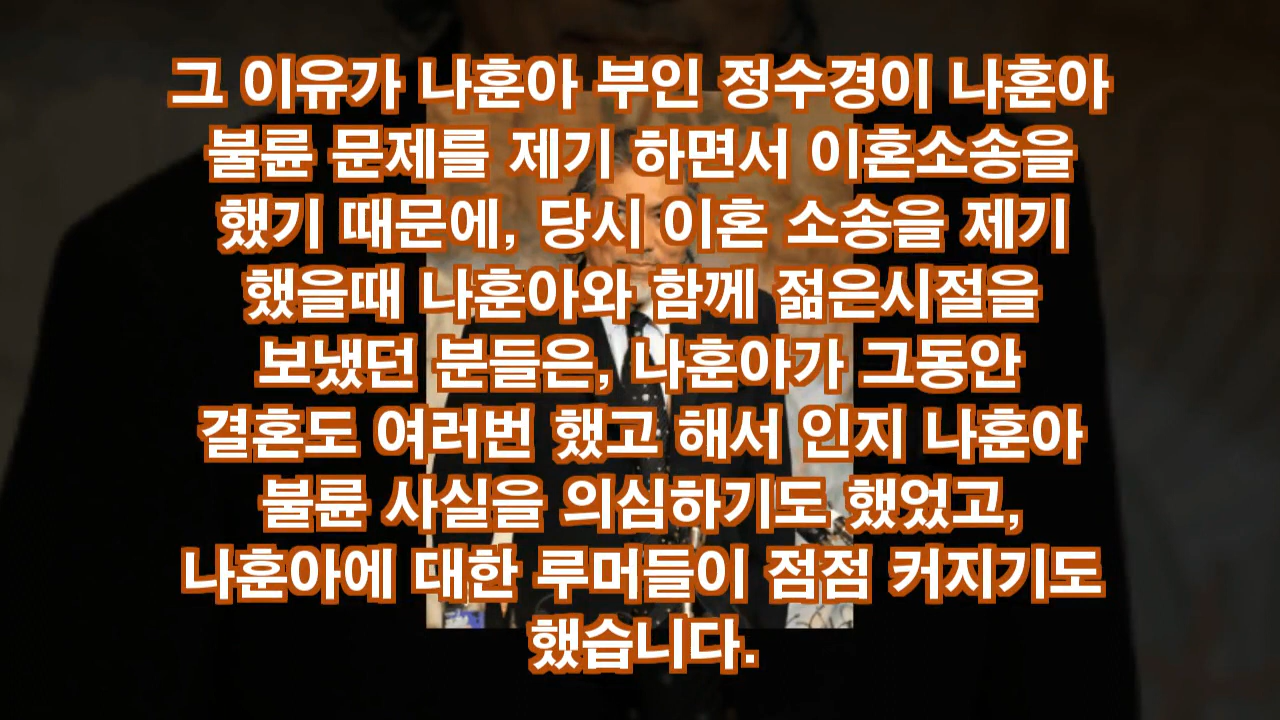 그 이유가 나훈아 부인 정수경이 나훈아
불륜 문제를 제기 하면서 이혼소송을
했기 때문에, 당시 이혼 소송을 제기
했을때 나훈아와 함께 젊은시절을
보냈던 분들은, 나훈아가 그동안
결혼도 여러번 했고 해서 인지 나훈아
불륜 사실을 의심하기도 했었고,
나훈아에 대한 루머들이 점점 커지기도
했습니다.